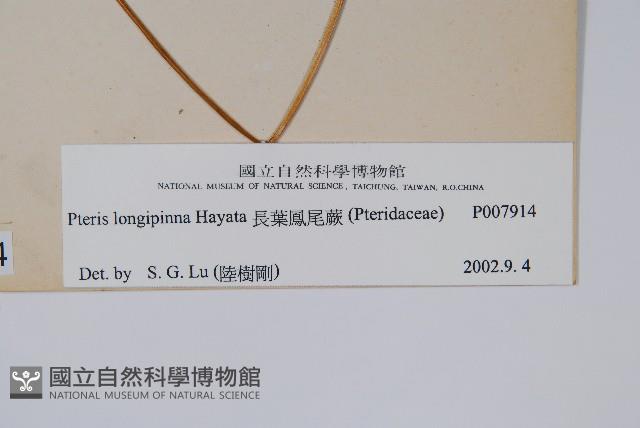 國立自然科學博物館
NATIONAL MUSEUM OF NATURAL SCIENCE, TAICHUNG, TAIWAN, R.O.CHINA
Pteris longipinna Hayata 長葉鳳尾蕨 (Pteridaceae) P007914
4
Det. by S. G. Lu (陸樹剛) 2002.9. 4
國立自然科學博物館
NATIONAL MUSEUM OF NATURAL SCIENCE